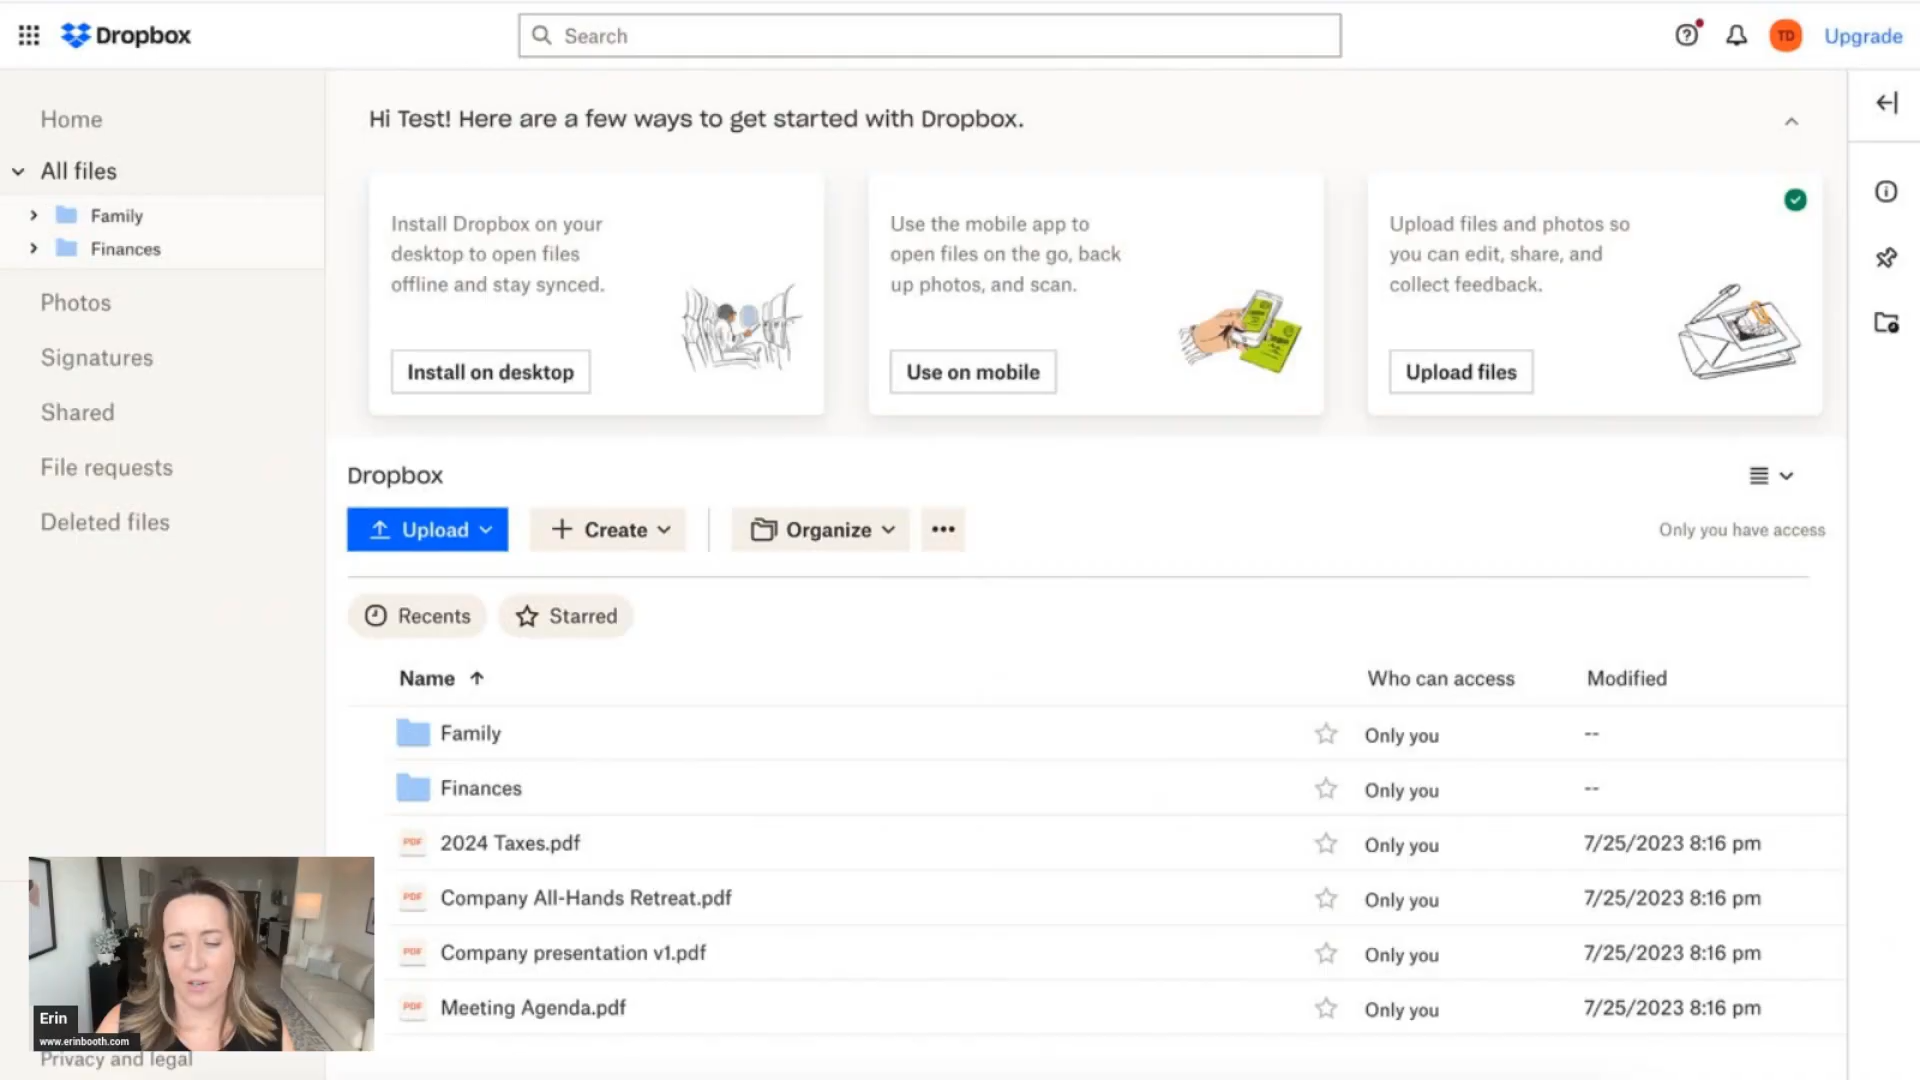 Dropbox
Search
TD
Upgrade
Home
All files
Family
Finances
Photos
Signatures
Shared
File requests
Deleted files
Privacy and legal
Hi Test! Here are a few ways to get started with Dropbox.
Install Dropbox on your
desktop to open files
offline and stay synced.
Install on desktop
Use the mobile app to
open files on the go, back
up photos, and scan.
Use on mobile
Upload files and photos so
you can edit, share, and
collect feedback.
Upload files
Dropbox
Upload
Create
Organize
Only you have access
Recents
Starred
Name Who can access Modified
Family Only you --
Finances Only you --
PDF 2024 Taxes.pdf Only you 7/25/2023 8:16 pm
PDF Company All-Hands Retreat.pdf Only you 7/25/2023 8:16 pm
PDF Company presentation v1.pdf Only you 7/25/2023 8:16 pm
PDF Meeting Agenda.pdf Only you 7/25/2023 8:16 pm
Erin
www.erinbooth.com